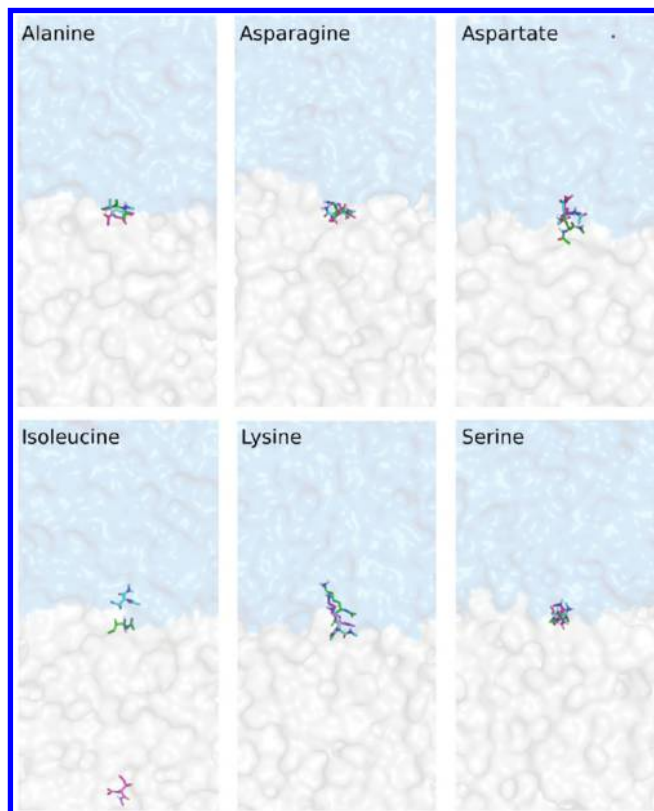 Alanine
Asparagine
Aspartate
Isoleucine
Lysine
Serine